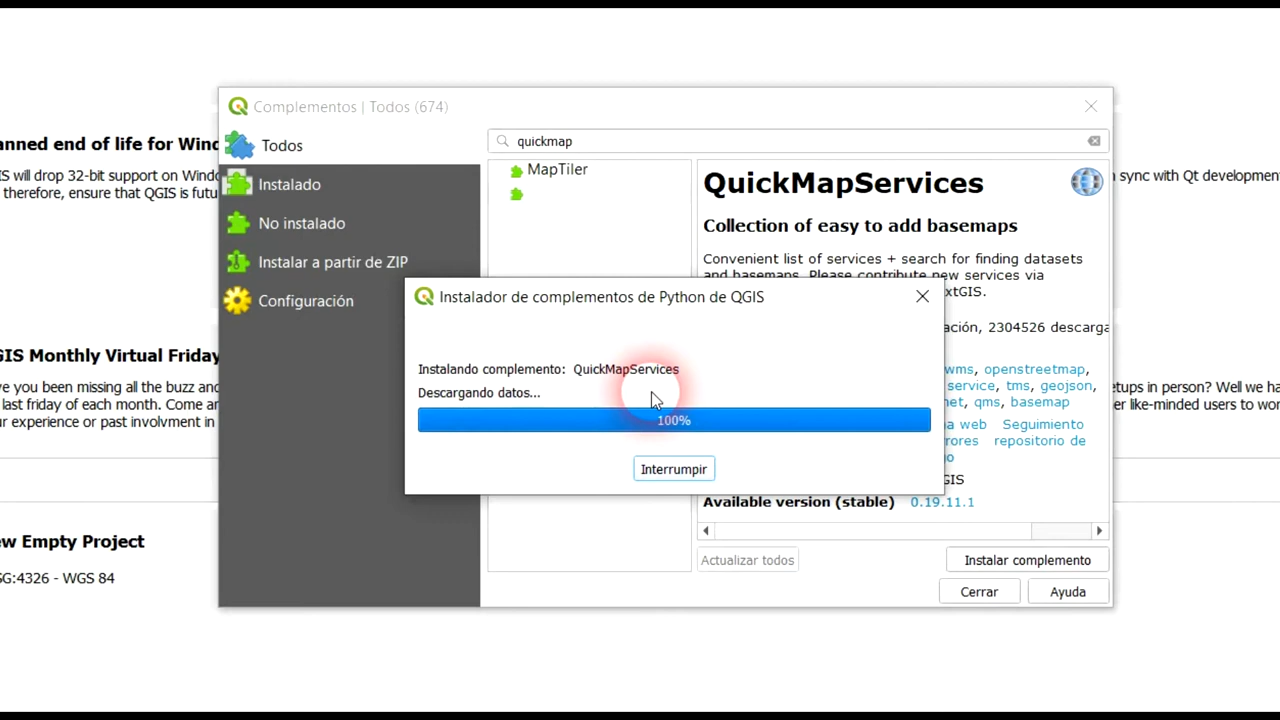 Complementos | Todos (674)
Todos
Instalado
No instalado
Instalar a partir de ZIP
Configuración
quickmap
MapTiler
QuickMapServices
Collection of easy to add basemaps
Convenient list of services + search for finding datasets
and basemaps. Please contribute new services via
xtGIS.
ación, 2304526 descarga
wms, openstreetmap,
service, tms, geojson,
net, qms, basemap
na web Seguimiento
rores repositorio de
o
GIS
Available version (stable) 0.19.11.1
Actualizar todos
Instalar complemento
Cerrar
Ayuda
Instalador de complementos de Python de QGIS
Instalando complemento: QuickMapServices
Descargando datos...
100%
Interrumpir
anned end of life for Wind
IS will drop 32-bit support on Windo
therefore, ensure that QGIS is futu
n sync with Qt development
GIS Monthly Virtual Friday
ve you been missing all the buzz and
last friday of each month. Come an
ur experience or past involvment in
etups in person? Well we ha
er like-minded users to wor
ew Empty Project
SG:4326 - WGS 84